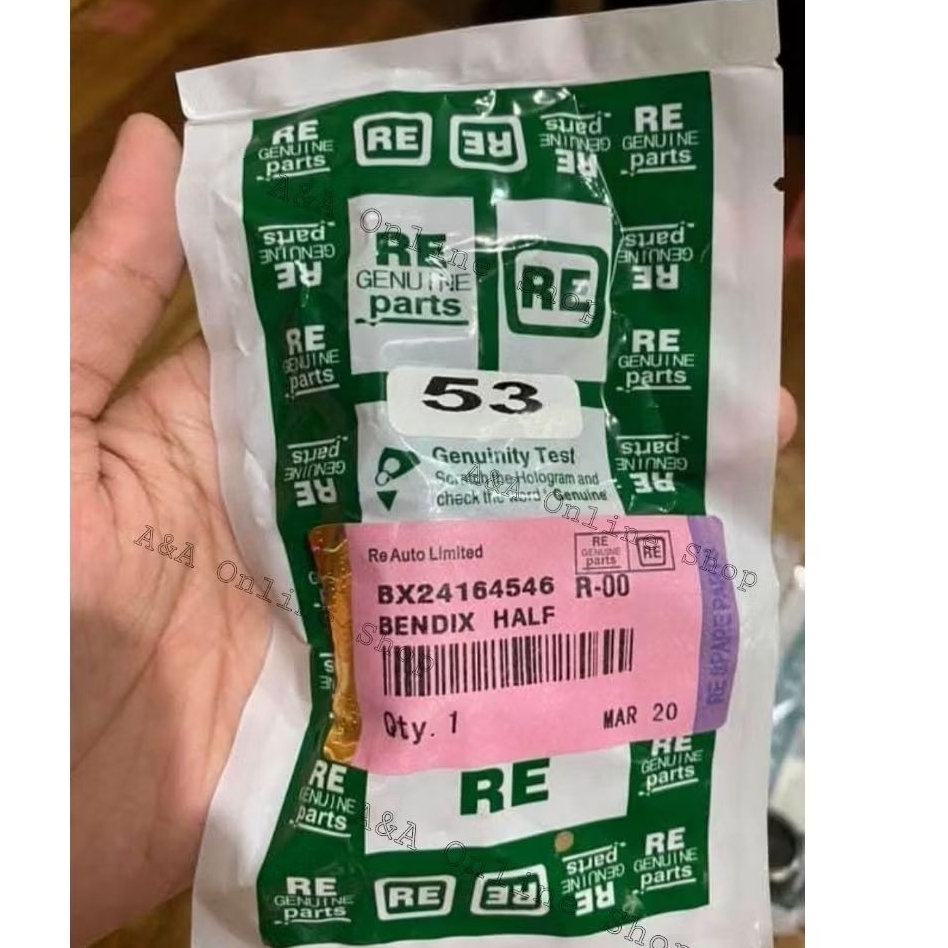 RE
GENUINE
parts
RE
RE
parts
GENUINE
RE
RE
GENUINE
parts
parts
GENUINE
RE
RE
GENUINE
parts
RE
parts
GENUINE
RE
RE
GENUINE
parts
RE
GENUINE
parts
53
parts
GENUINE
RE
Genuinity Test
Scratch the Hologram and
check the word "Genuine"
parts
GENUINE
RE
Re Auto Limited
RE
GENUINE
parts
RE
BX24164546 R-00
BENDIX HALF
Qty. 1
MAR 20
RE
RE
GENUINE
parts
RE
GENUINE
parts
RE
GENUINE
parts
RE
RE
parts
GENUINE
RE
RE
GENUINE
parts
A&A Online Shop
A&A Online Shop
A&A Online Shop
A&A Online Shop